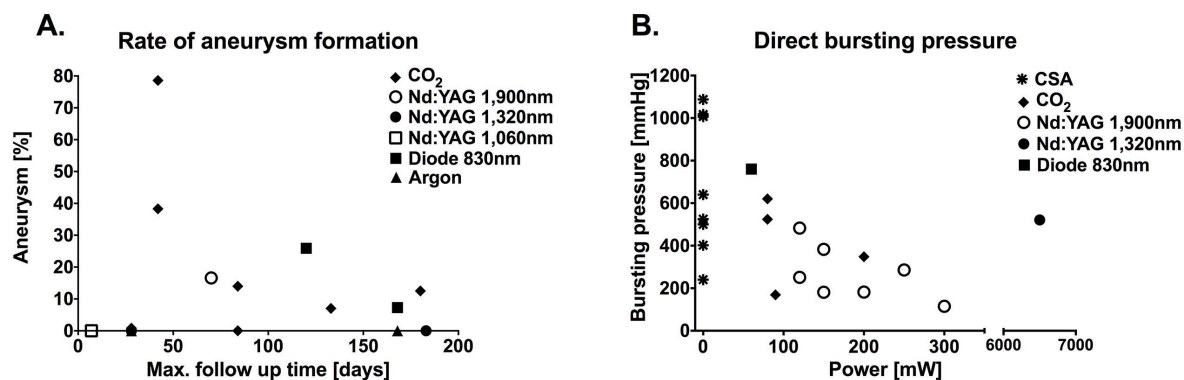 A.
Rate of aneurysm formation
80
70
60
50
40
30
20
10
0
Aneurysm [%]
0 50 100 150 200
Max. follow up time [days]
CO2
Nd:YAG 1,900nm
Nd:YAG 1,320nm
Nd:YAG 1,060nm
Diode 830nm
Argon
B.
Direct bursting pressure
1200
1000
800
600
400
200
0
Bursting pressure [mmHg]
0 100 200 300 6000 7000
Power [mW]
CSA
CO2
Nd:YAG 1,900nm
Nd:YAG 1,320nm
Diode 830nm